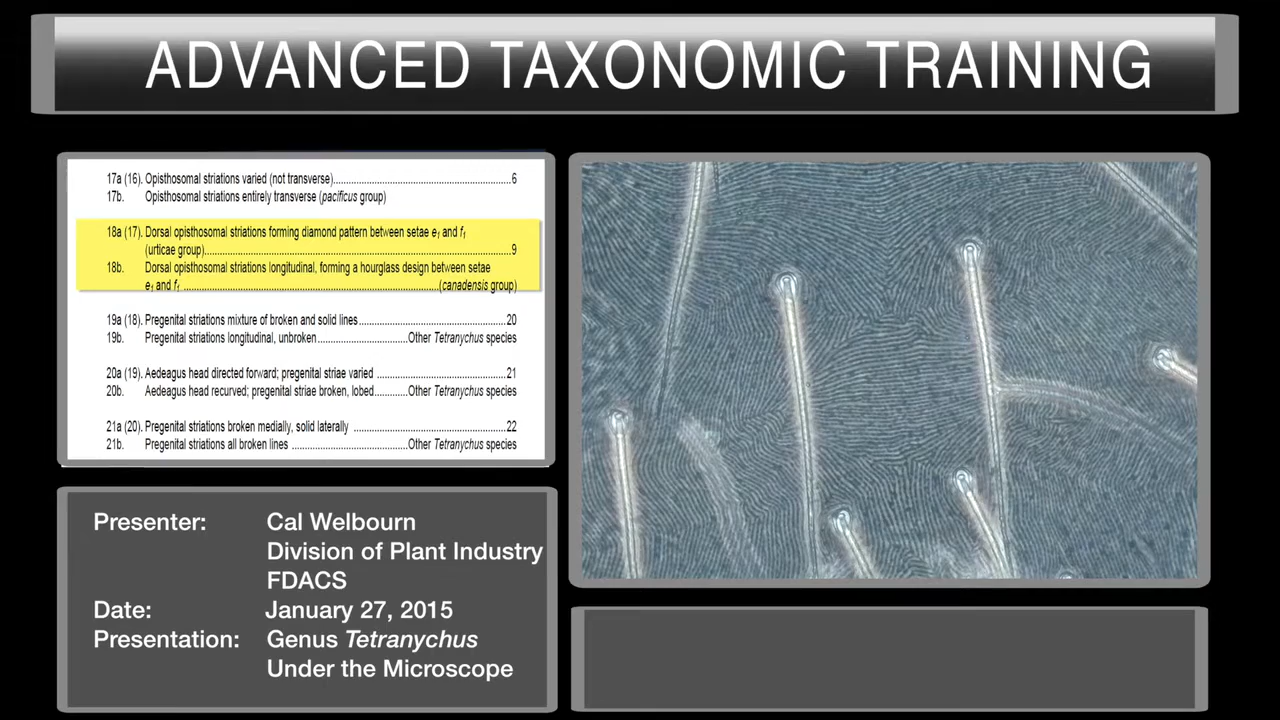 ADVANCED TAXONOMIC TRAINING
17a (16). Opisthosomal striations varied (not transverse)..........6
17b. Opisthosomal striations entirely transverse (pacificus group)
18a (17). Dorsal opisthosomal striations forming diamond pattern between setae e1 and f1
(urticae group)..........9
18b. Dorsal opisthosomal striations longitudinal, forming a hourglass design between setae
e1 and f1 ..........(canadensis group)
19a (18). Pregenital striations mixture of broken and solid lines..........20
19b. Pregenital striations longitudinal, unbroken..........Other Tetranychus species
20a (19). Aedeagus head directed forward; pregenital striae varied ..........21
20b. Aedeagus head recurved; pregenital striae broken, lobed..........Other Tetranychus species
21a (20). Pregenital striations broken medially, solid laterally ..........22
21b. Pregenital striations all broken lines ..........Other Tetranychus species
Presenter: Cal Welbourn
Division of Plant Industry
FDACS
Date: January 27, 2015
Presentation: Genus Tetranychus
Under the Microscope